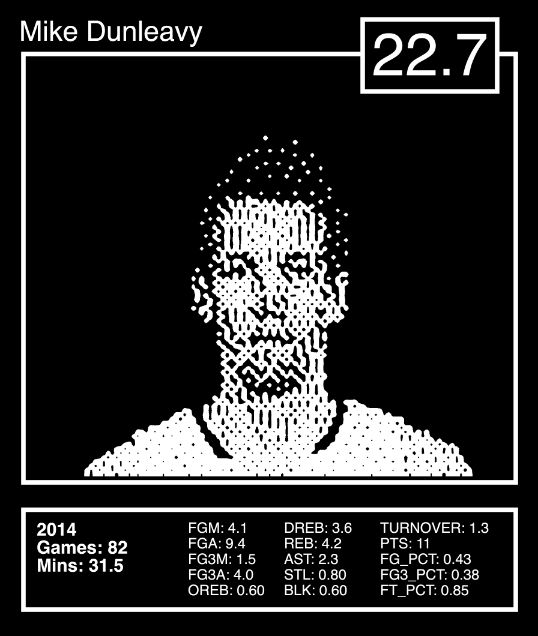 Mike Dunleavy
22.7
2014
Games: 82
Mins: 31.5
FGM: 4.1
FGA: 9.4
FG3M: 1.5
FG3A: 4.0
OREB: 0.60
DREB: 3.6
REB: 4.2
AST: 2.3
STL: 0.80
BLK: 0.60
TURNOVER: 1.3
PTS: 11
FG_PCT: 0.43
FG3_PCT: 0.38
FT_PCT: 0.85